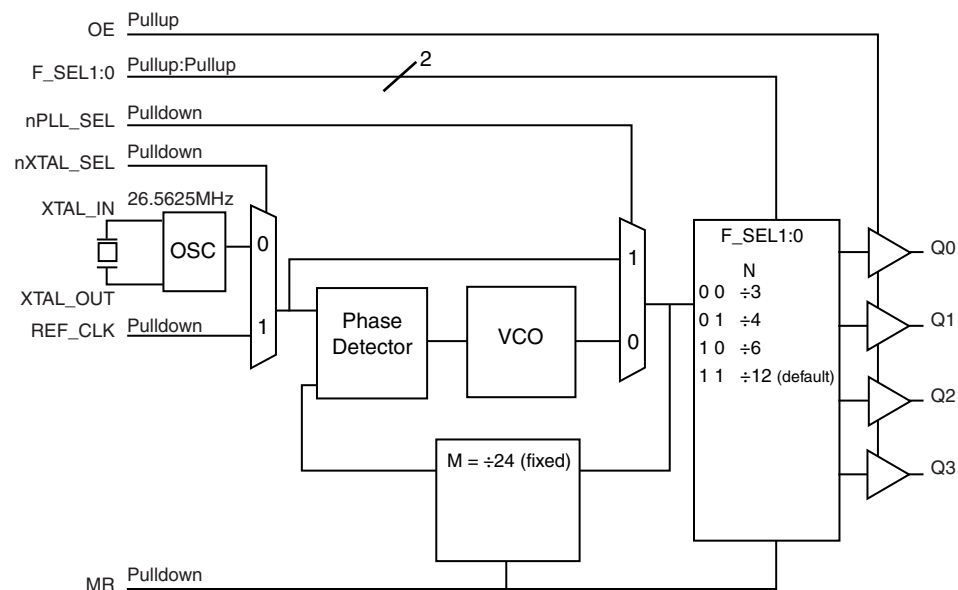 OE Pullup
F_SEL1:0 Pullup:Pullup
2
nPLL_SEL Pulldown
nXTAL_SEL Pulldown
XTAL_IN 26.5625MHz
OSC
XTAL_OUT
REF_CLK Pulldown
0
1
Phase
Detector
VCO
1
0
M = ÷24 (fixed)
F_SEL1:0
N
0 0 ÷3
0 1 ÷4
1 0 ÷6
1 1 ÷12 (default)
Q0
Q1
Q2
Q3
MR Pulldown